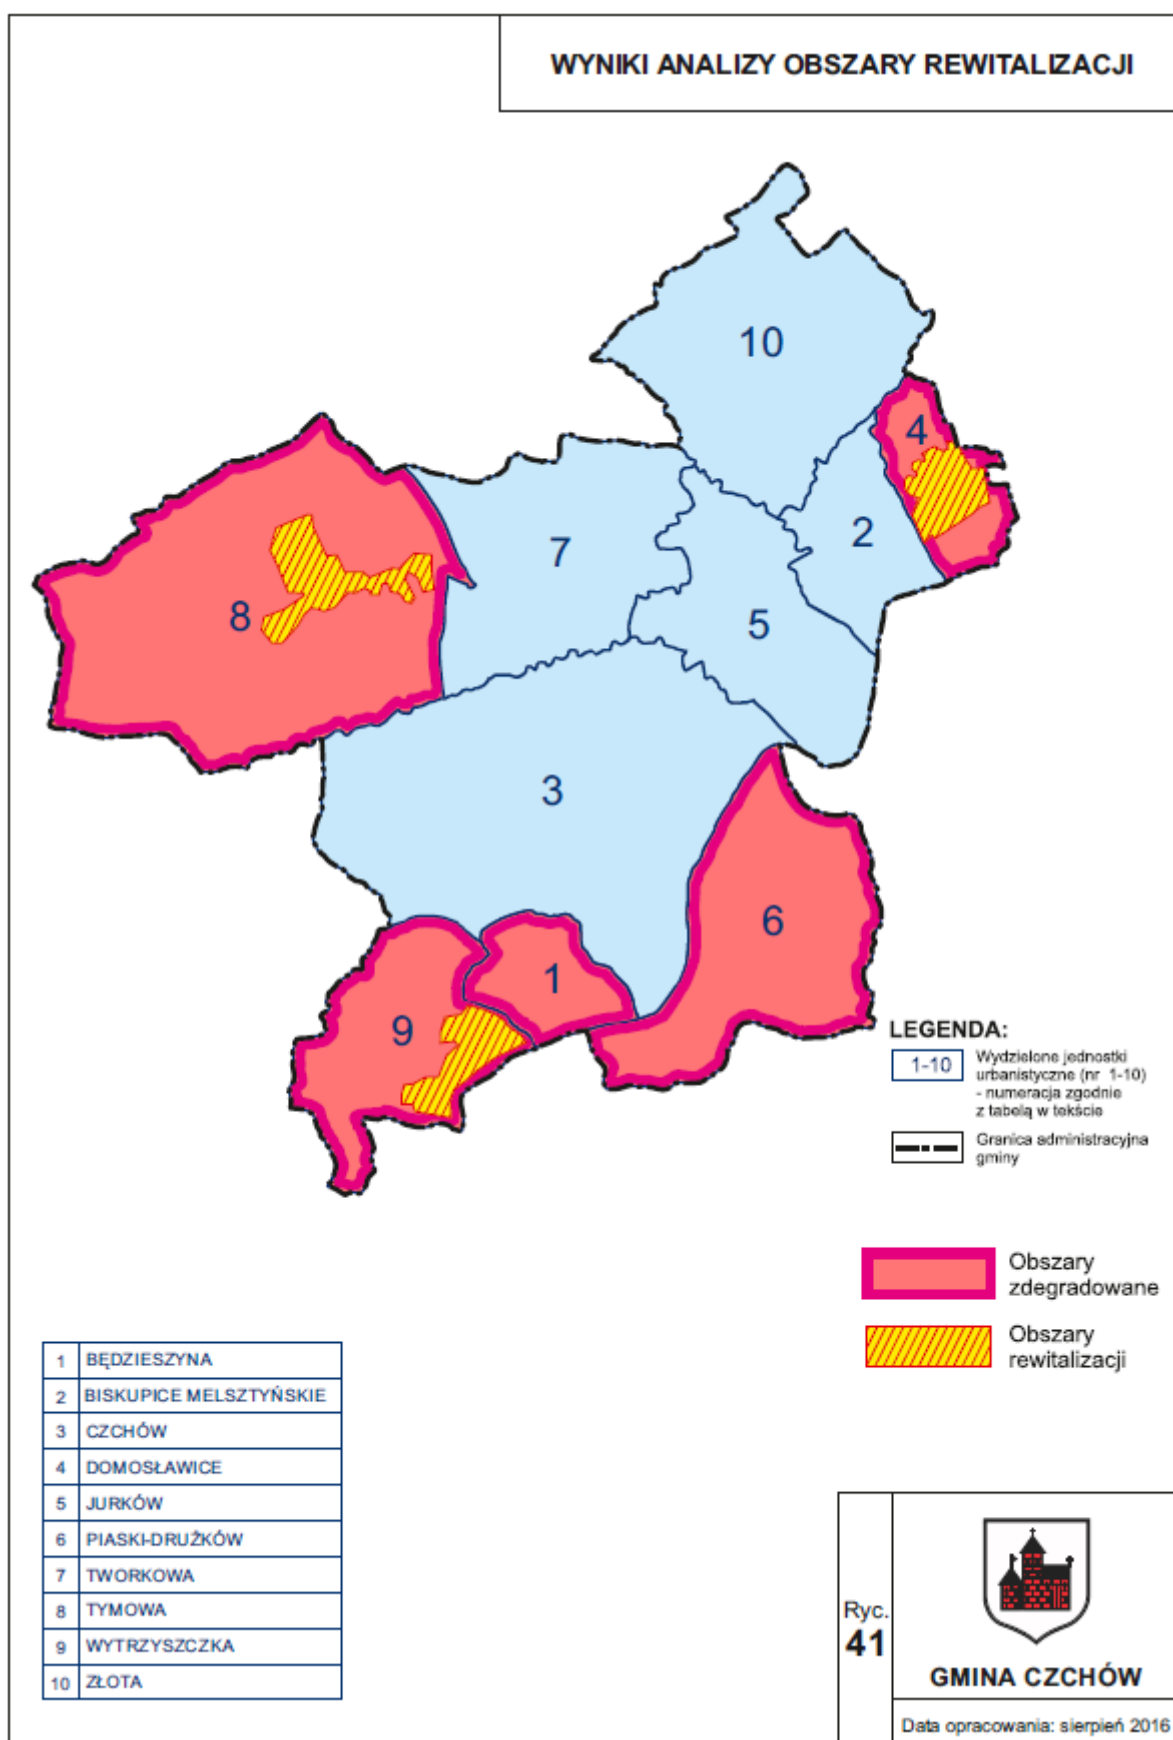 WYNIKI ANALIZY OBSZARY REWITALIZACJI
10
4
2
7
8
5
3
6
1
9
LEGENDA:
1-10
Wydzielone jednostki
urbanistyczne (nr 1-10)
- numeracja zgodnie
z tabelą w tekście
Granica administracyjna
gminy
Obszary
zdegradowane
Obszary
rewitalizacji
1 BĘDZIESZYNA
2 BISKUPICE MELSZTYŃSKIE
3 CZCHÓW
4 DOMOSŁAWICE
5 JURKÓW
6 PIASKI-DRUŻKÓW
7 TWORKOWA
8 TYMOWA
9 WYTRZYSZCZKA
10 ZŁOTA
Ryc.
41
GMINA CZCHÓW
Data opracowania: sierpień 2016